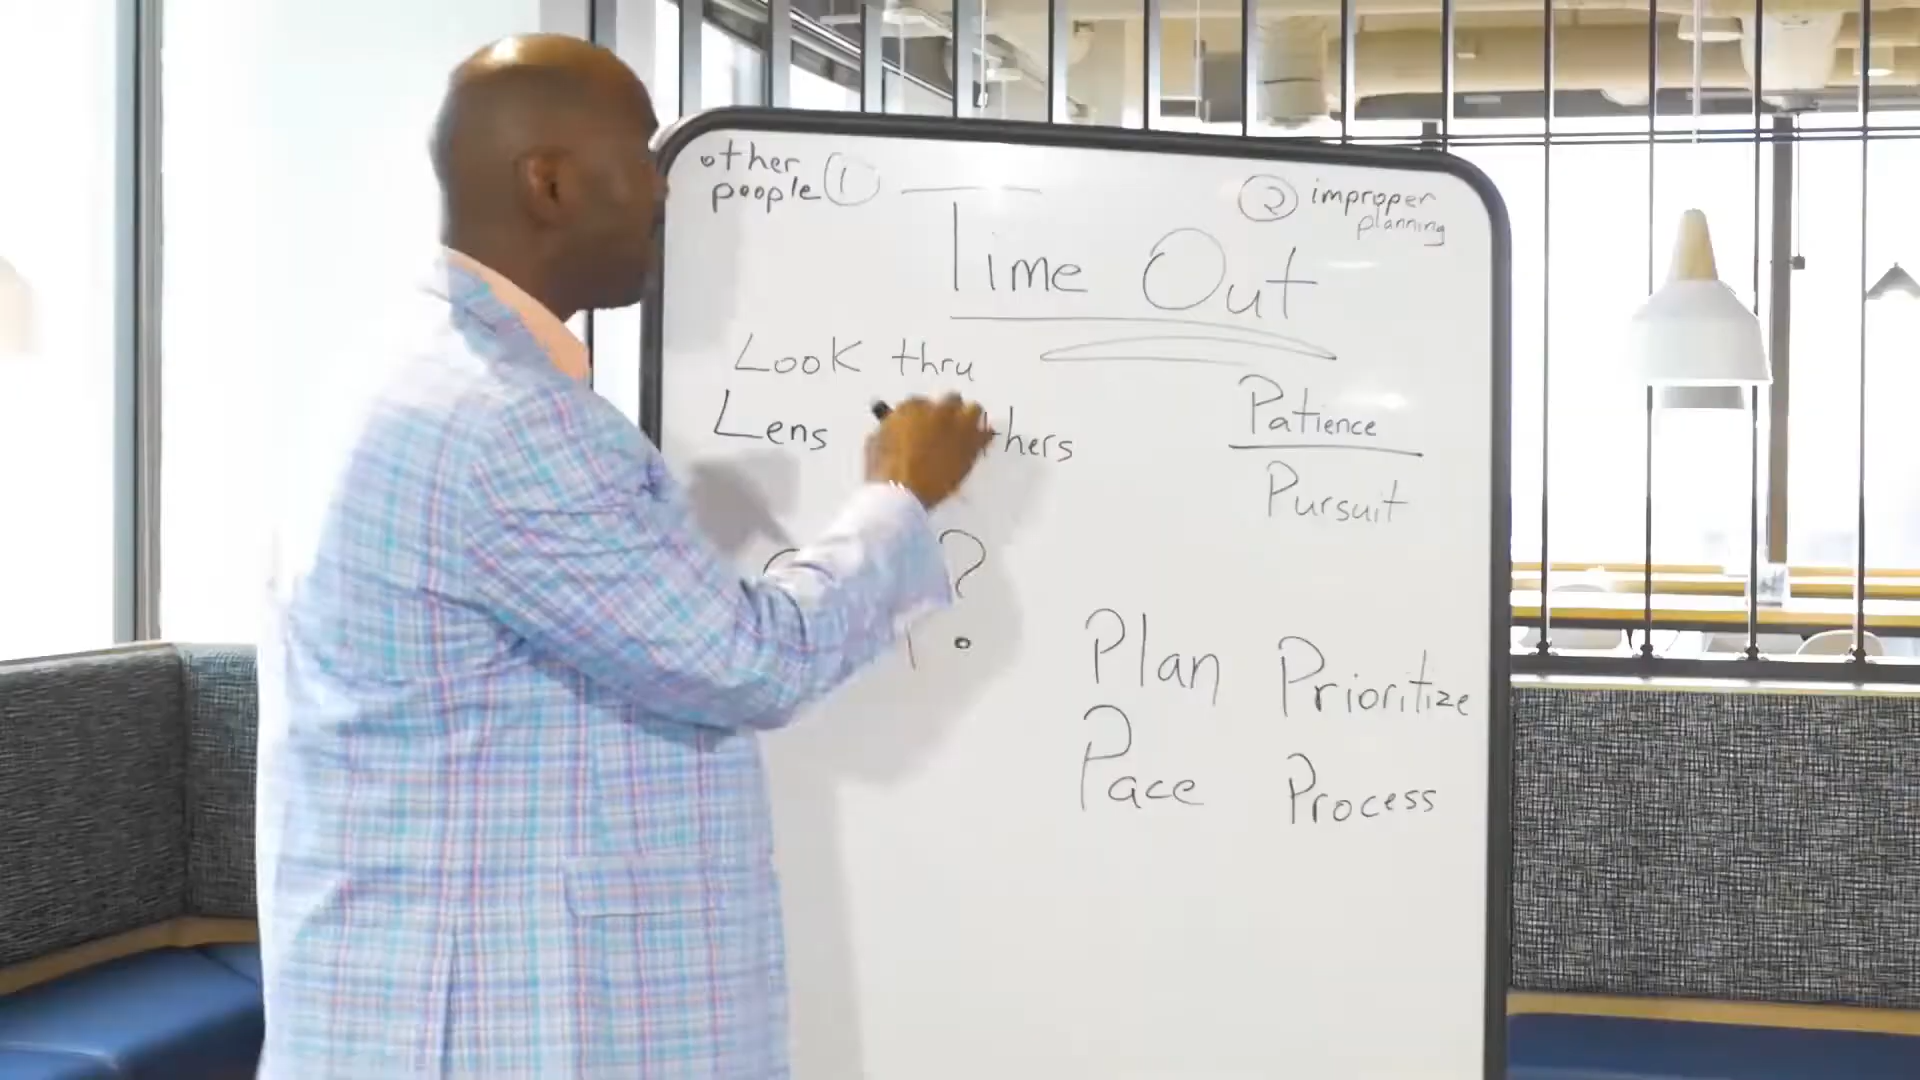 other
people 1
2 improper
planning
Time Out
Look thru
Lens thers
?
Patience
Pursuit
Plan Prioritize
Pace Process